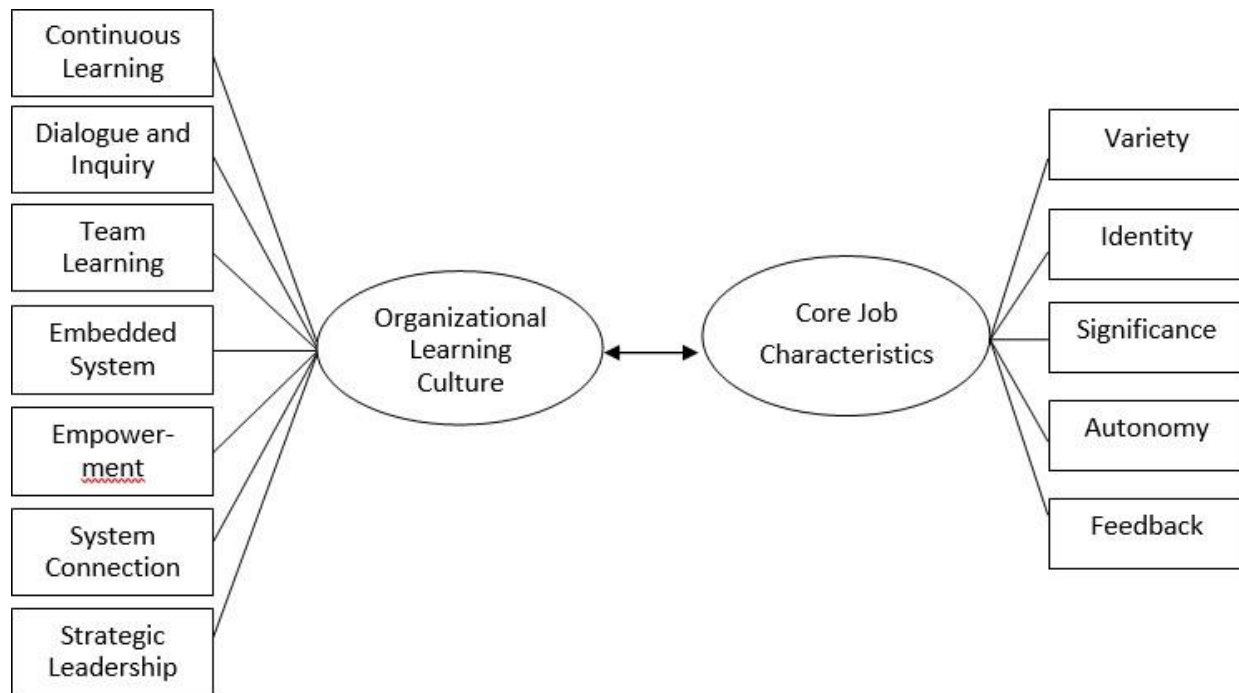 Continuous
Learning
Dialogue and
Inquiry
Team
Learning
Embedded
System
Empower-
ment
System
Connection
Strategic
Leadership
Organizational
Learning
Culture
Core Job
Characteristics
Variety
Identity
Significance
Autonomy
Feedback